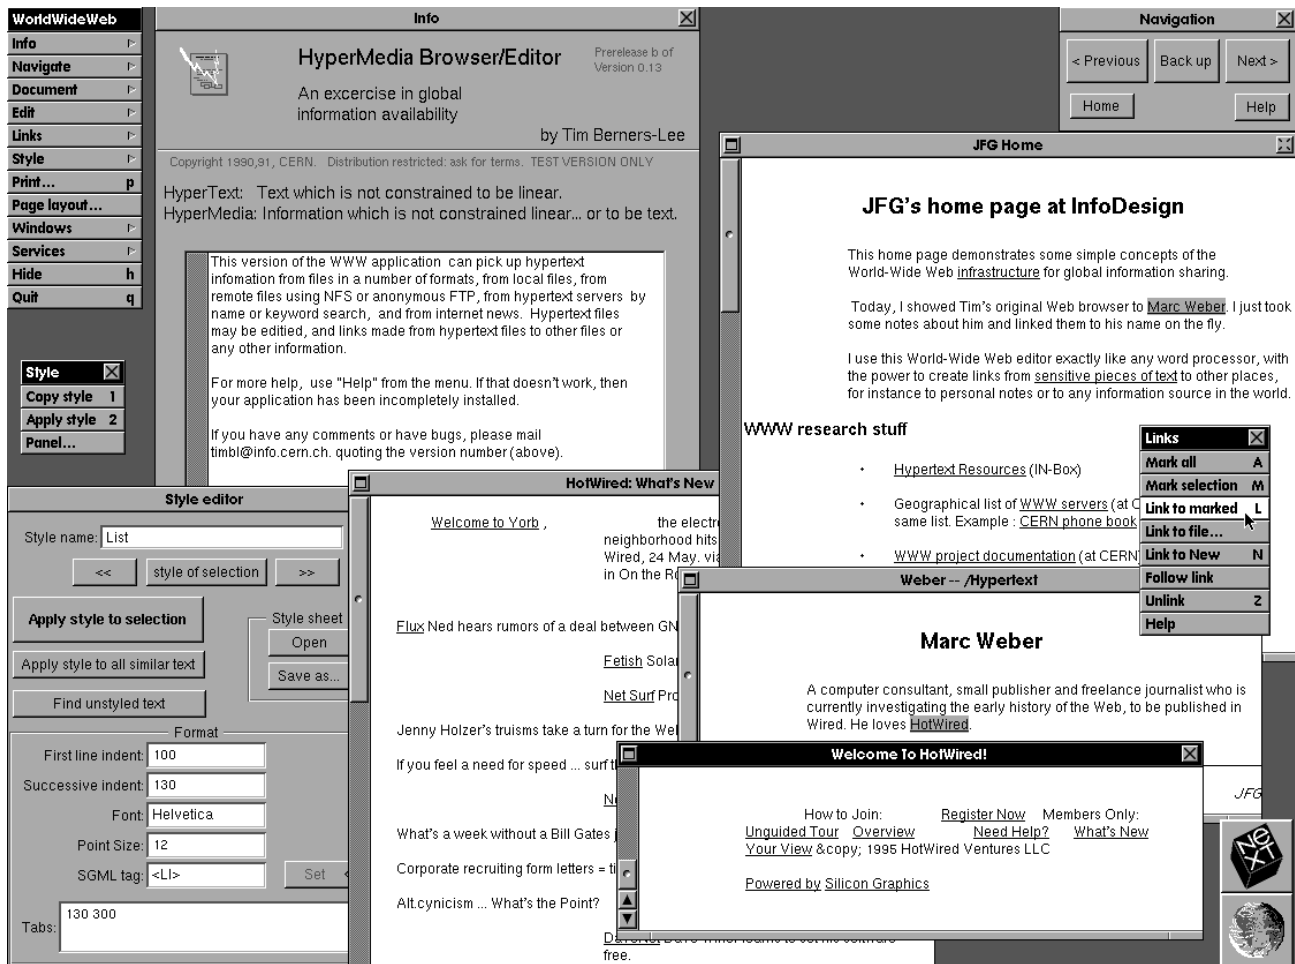 WorldWideWeb
Info
Navigate
Document
Edit
Links
Style
Print... p
Page layout...
Windows
Services
Hide h
Quit q
Style
Copy style 1
Apply style 2
Panel...
Info
HyperMedia Browser/Editor
Prerelease b of
Version 0.13
An excercise in global
information availability
by Tim Berners-Lee
Copyright 1990,91, CERN. Distribution restricted: ask for terms. TEST VERSION ONLY
HyperText: Text which is not constrained to be linear.
HyperMedia: Information which is not constrained linear... or to be text.
This version of the WWW application can pick up hypertext
infomation from files in a number of formats, from local files, from
remote files using NFS or anonymous FTP, from hypertext servers by
name or keyword search, and from internet news. Hypertext files
may be editied, and links made from hypertext files to other files or
any other information.
For more help, use "Help" from the menu. If that doesn't work, then
your application has been incompletely installed.
If you have any comments or have bugs, please mail
timbl@info.cern.ch. quoting the version number (above).
Navigation
< Previous Back up Next >
Home Help
JFG Home
JFG's home page at InfoDesign
This home page demonstrates some simple concepts of the
World-Wide Web infrastructure for global information sharing.
Today, I showed Tim's original Web browser to Marc Weber. I just took
some notes about him and linked them to his name on the fly.
I use this World-Wide Web editor exactly like any word processor, with
the power to create links from sensitive pieces of text to other places,
for instance to personal notes or to any information source in the world.
WWW research stuff
• Hypertext Resources (IN-Box)
• Geographical list of WWW servers (at C
same list. Example : CERN phone book
• WWW project documentation (at CERN
Links
Mark all A
Mark selection M
Link to marked L
Link to file...
Link to New N
Follow link
Unlink Z
Help
Style editor
Style name: List
<< style of selection >>
Apply style to selection
Apply style to all similar text
Find unstyled text
Style sheet
Open
Save as...
Format
First line indent: 100
Successive indent: 130
Font: Helvetica
Point Size: 12
SGML tag: <LI>
Set
Tabs: 130 300
HotWired: What's New
Welcome to Yorb , the electr
neighborhood hits
Wired, 24 May. via
in On the R
Flux Ned hears rumors of a deal between GN
Fetish Sola
Net Surf Pro
Jenny Holzer's truisms take a turn for the We
If you feel a need for speed ... surf t
What's a week without a Bill Gates j
Corporate recruiting form letters = ti
Alt.cynicism ... What's the Point?
free.
Weber -- /Hypertext
Marc Weber
A computer consultant, small publisher and freelance journalist who is
currently investigating the early history of the Web, to be published in
Wired. He loves HotWired.
JFG
Welcome To HotWired!
How to Join: Register Now Members Only:
Unguided Tour Overview Need Help? What's New
Your View &copy; 1995 HotWired Ventures LLC
Powered by Silicon Graphics
NeXT